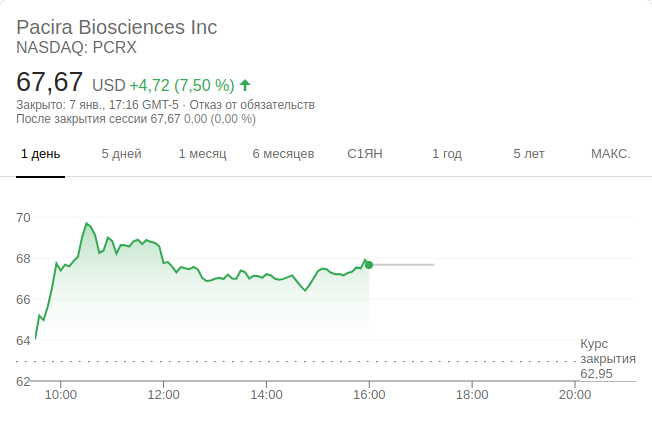 Pacira Biosciences Inc
NASDAQ: PCRX
67,67 USD +4,72 (7,50 %)
Закрыто: 7 янв., 17:16 GMT-5 · Отказ от обязательств
После закрытия сессии 67,67 0,00 (0,00 %)
1 день 5 дней 1 месяц 6 месяцев С1ЯН 1 год 5 лет МАКС.
70
68
66
64
Курс
закрытия
62,95
62
10:00 12:00 14:00 16:00 18:00 20:00